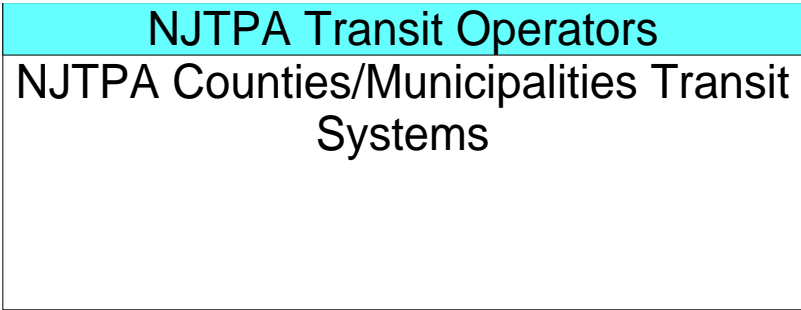 NJTPA Transit Operators
NJTPA Counties/Municipalities Transit
Systems